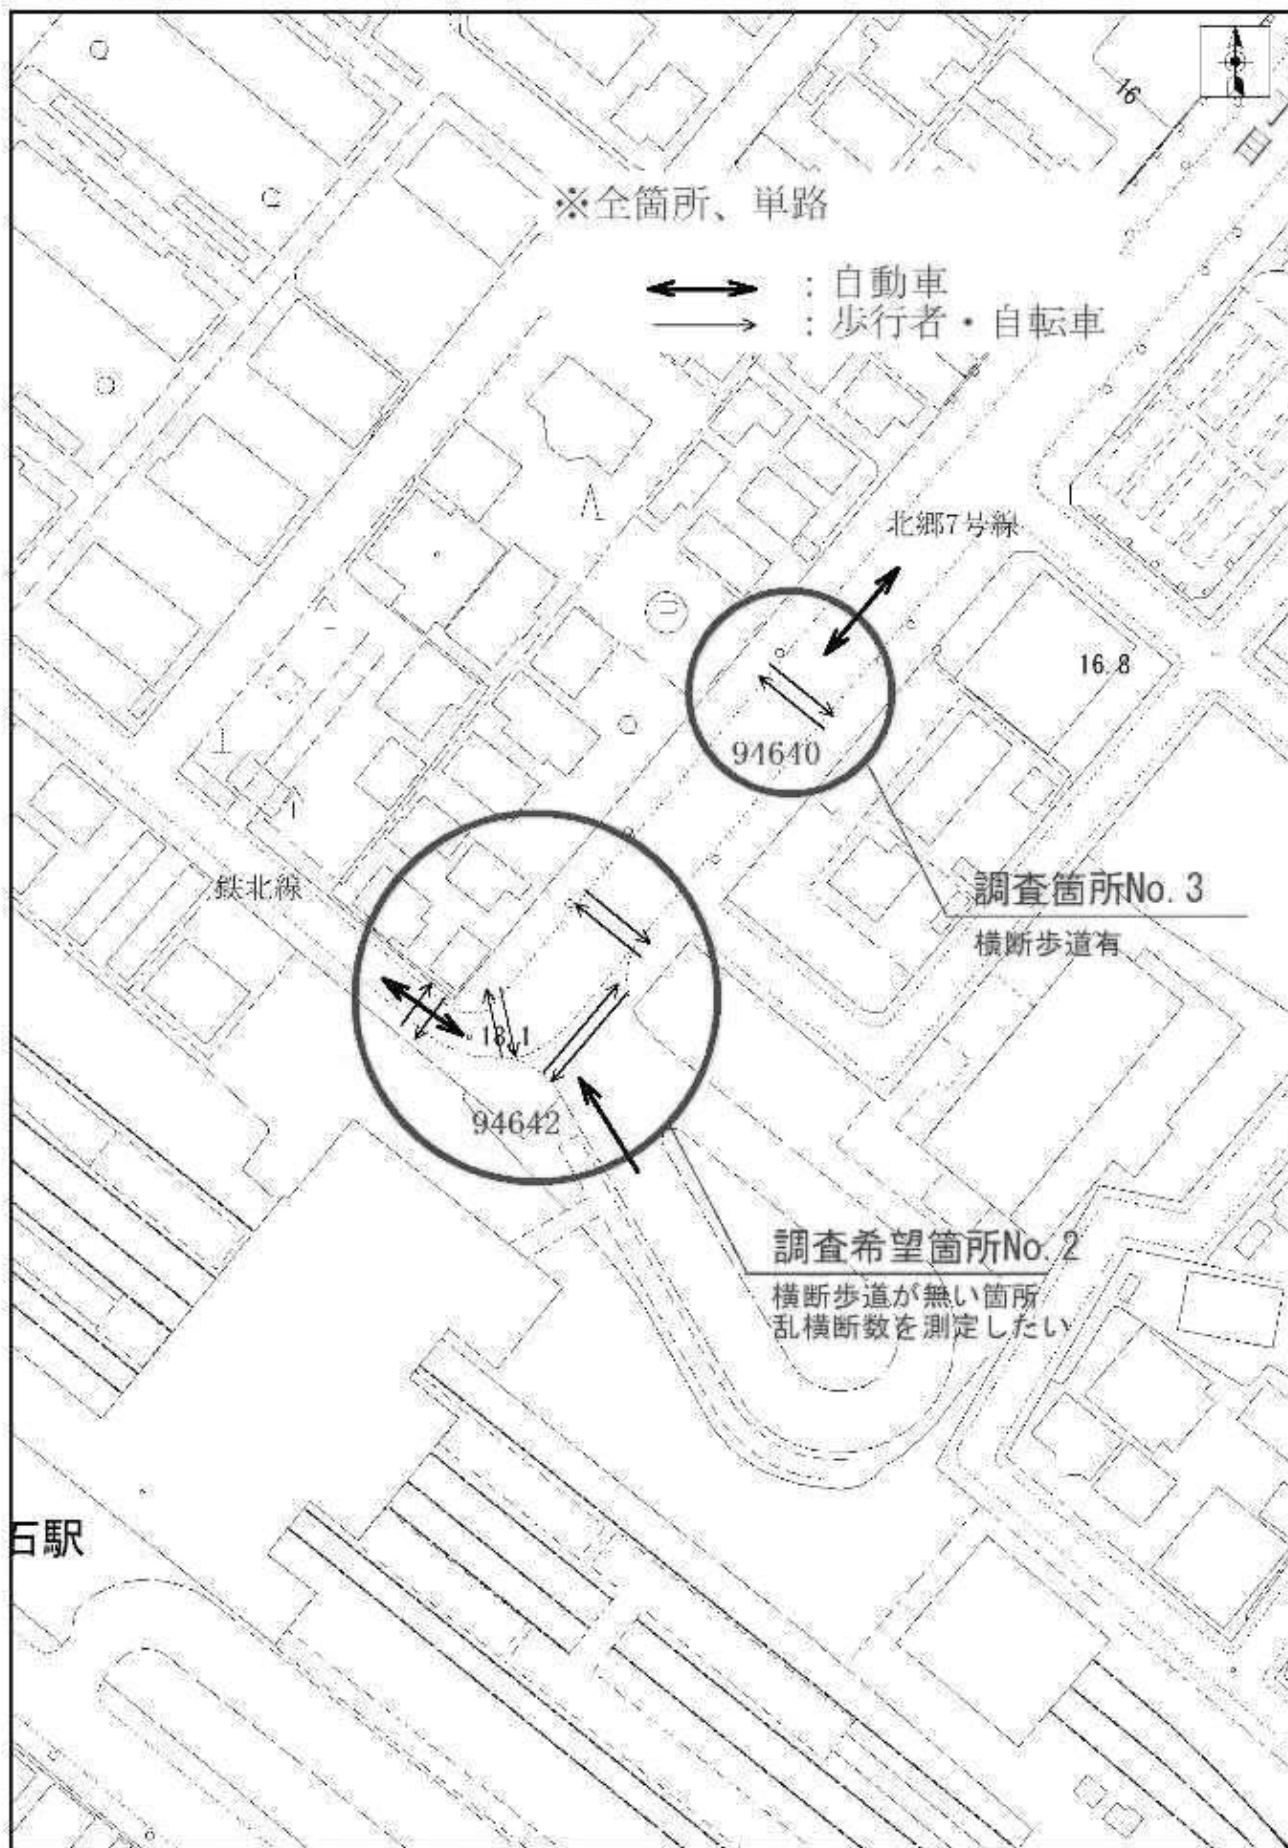 16
※全箇所、単路
：自動車
：歩行者・自転車
北郷7号線
16.8
94640
調査箇所No. 3
横断歩道有
鉄北線
18.1
94642
調査希望箇所No. 2
横断歩道が無い箇所
乱横断数を測定したい
石駅